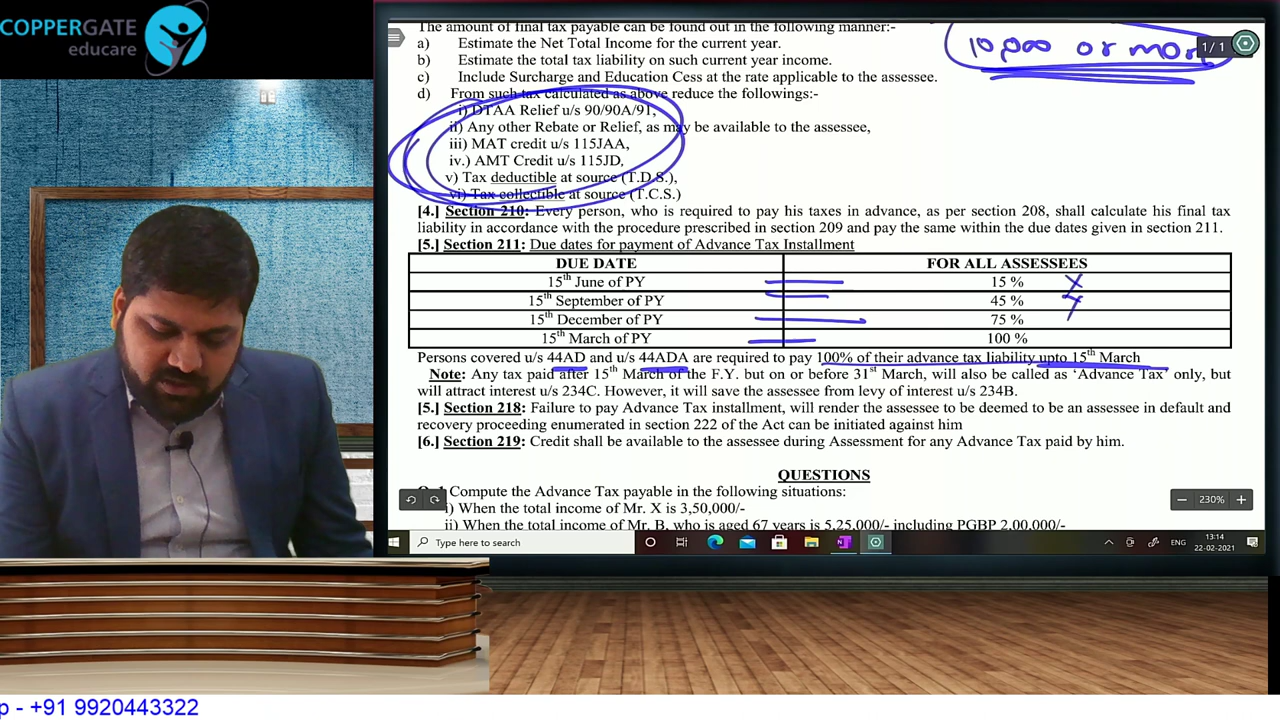 COPPERGATE
educare
The amount of final tax payable can be found out in the following manner:-
a) Estimate the Net Total Income for the current year.
b) Estimate the total tax liability on such current year income.
c) Include Surcharge and Education Cess at the rate applicable to the assessee.
d) From such tax calculated as above reduce the followings:-
i) DTAA Relief u/s 90/90A/91,
ii) Any other Rebate or Relief, as may be available to the assessee,
iii) MAT credit u/s 115JAA,
iv.) AMT Credit u/s 115JD,
v) Tax deductible at source (T.D.S.),
vi) Tax collectible at source (T.C.S.)
10,000 or more
1/1
[4.] Section 210: Every person, who is required to pay his taxes in advance, as per section 208, shall calculate his final tax
liability in accordance with the procedure prescribed in section 209 and pay the same within the due dates given in section 211.
[5.] Section 211: Due dates for payment of Advance Tax Installment
DUE DATE FOR ALL ASSESSEES
15th June of PY 15 % X
15th September of PY 45 %
15th December of PY 75 %
15th March of PY 100 %
Persons covered u/s 44AD and u/s 44ADA are required to pay 100% of their advance tax liability upto 15th March
Note: Any tax paid after 15th March of the F.Y. but on or before 31st March, will also be called as ‘Advance Tax’ only, but
will attract interest u/s 234C. However, it will save the assessee from levy of interest u/s 234B.
[5.] Section 218: Failure to pay Advance Tax installment, will render the assessee to be deemed to be an assessee in default and
recovery proceeding enumerated in section 222 of the Act can be initiated against him
[6.] Section 219: Credit shall be available to the assessee during Assessment for any Advance Tax paid by him.
QUESTIONS
Compute the Advance Tax payable in the following situations:
i) When the total income of Mr. X is 3,50,000/-
ii) When the total income of Mr. B, who is aged 67 years is 5,25,000/- including PGBP 2,00,000/-
230%
Type here to search
ENG
13:14
22-02-2021
p - +91 9920443322